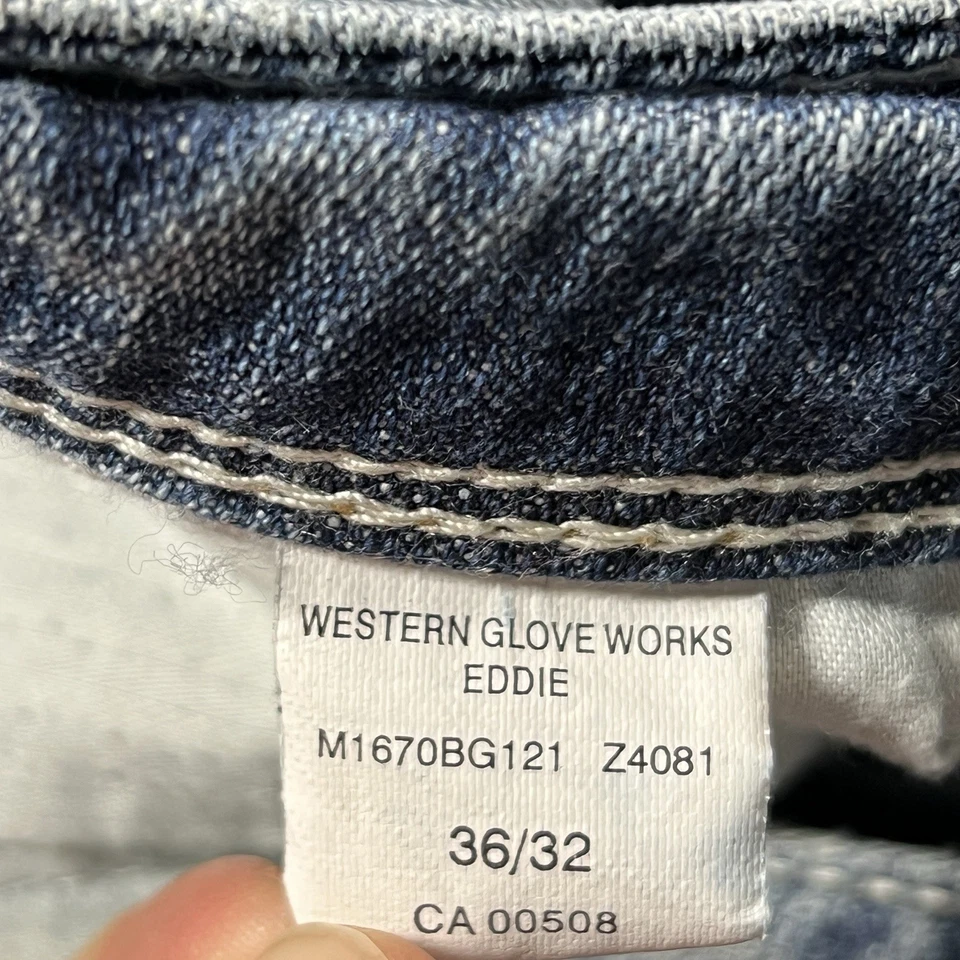 WESTERN GLOVE WORKS
EDDIE
M1670BG121 Z4081
36/32
CA 00508